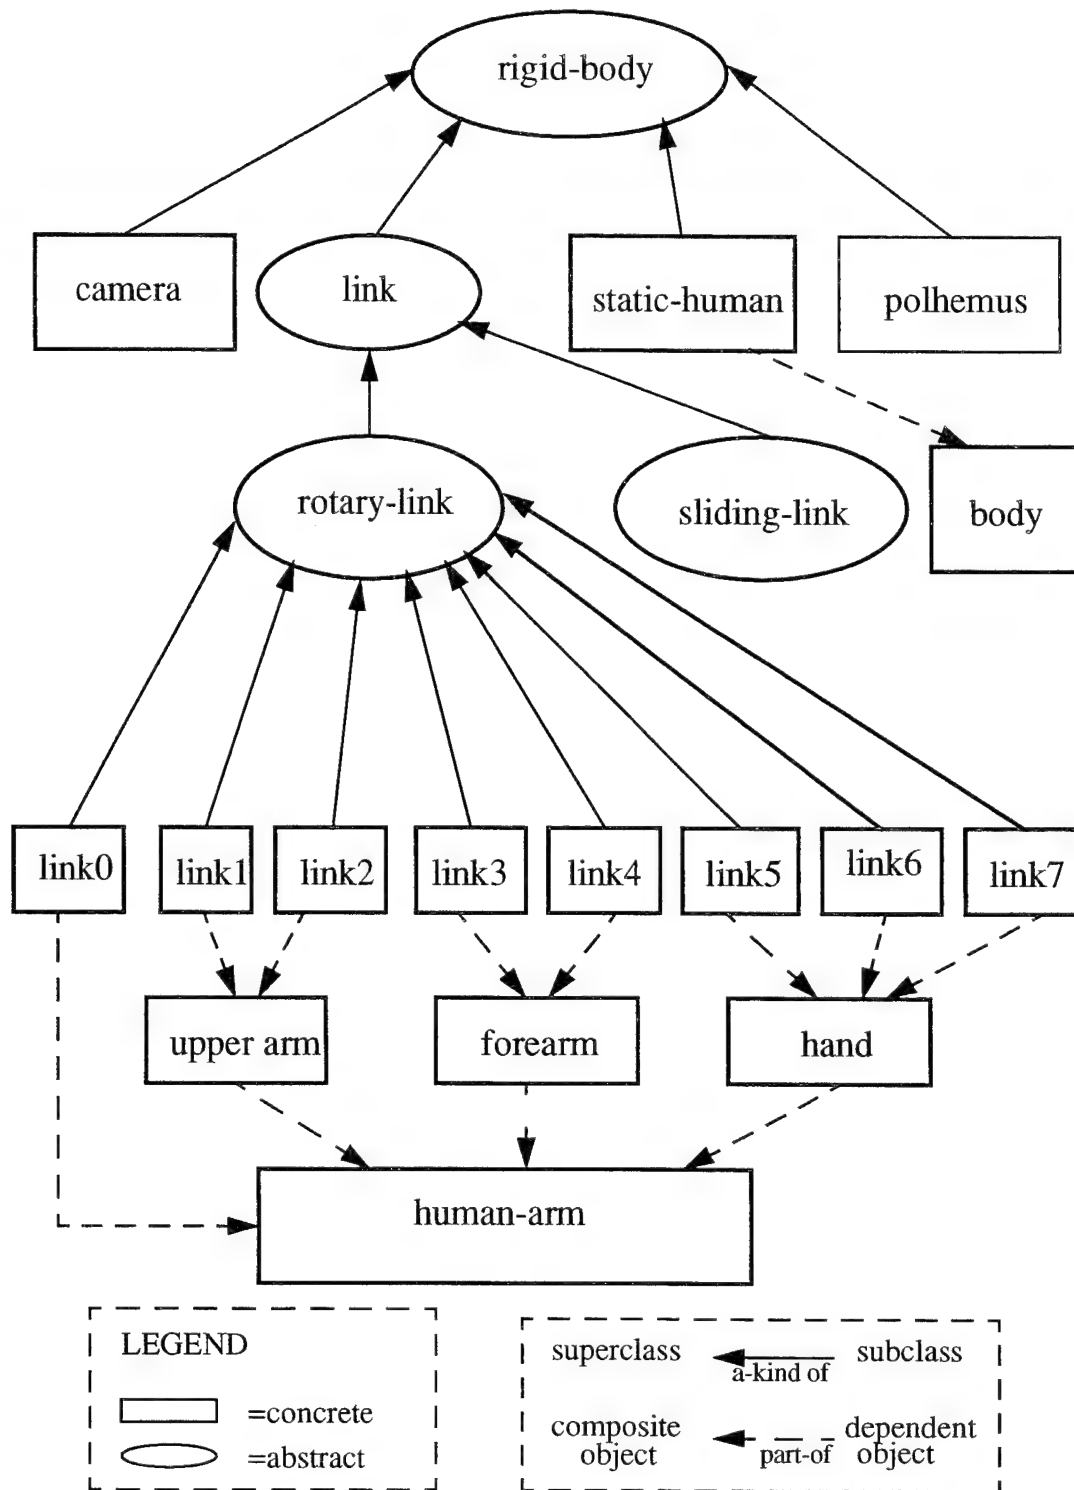 rigid-body
camera
link
static-human
polhemus
rotary-link
sliding-link
body
link0
link1
link2
link3
link4
link5
link6
link7
upper arm
forearm
hand
human-arm
LEGEND
=concrete
=abstract
superclass
a-kind of
subclass
composite
object
part-of
dependent
object